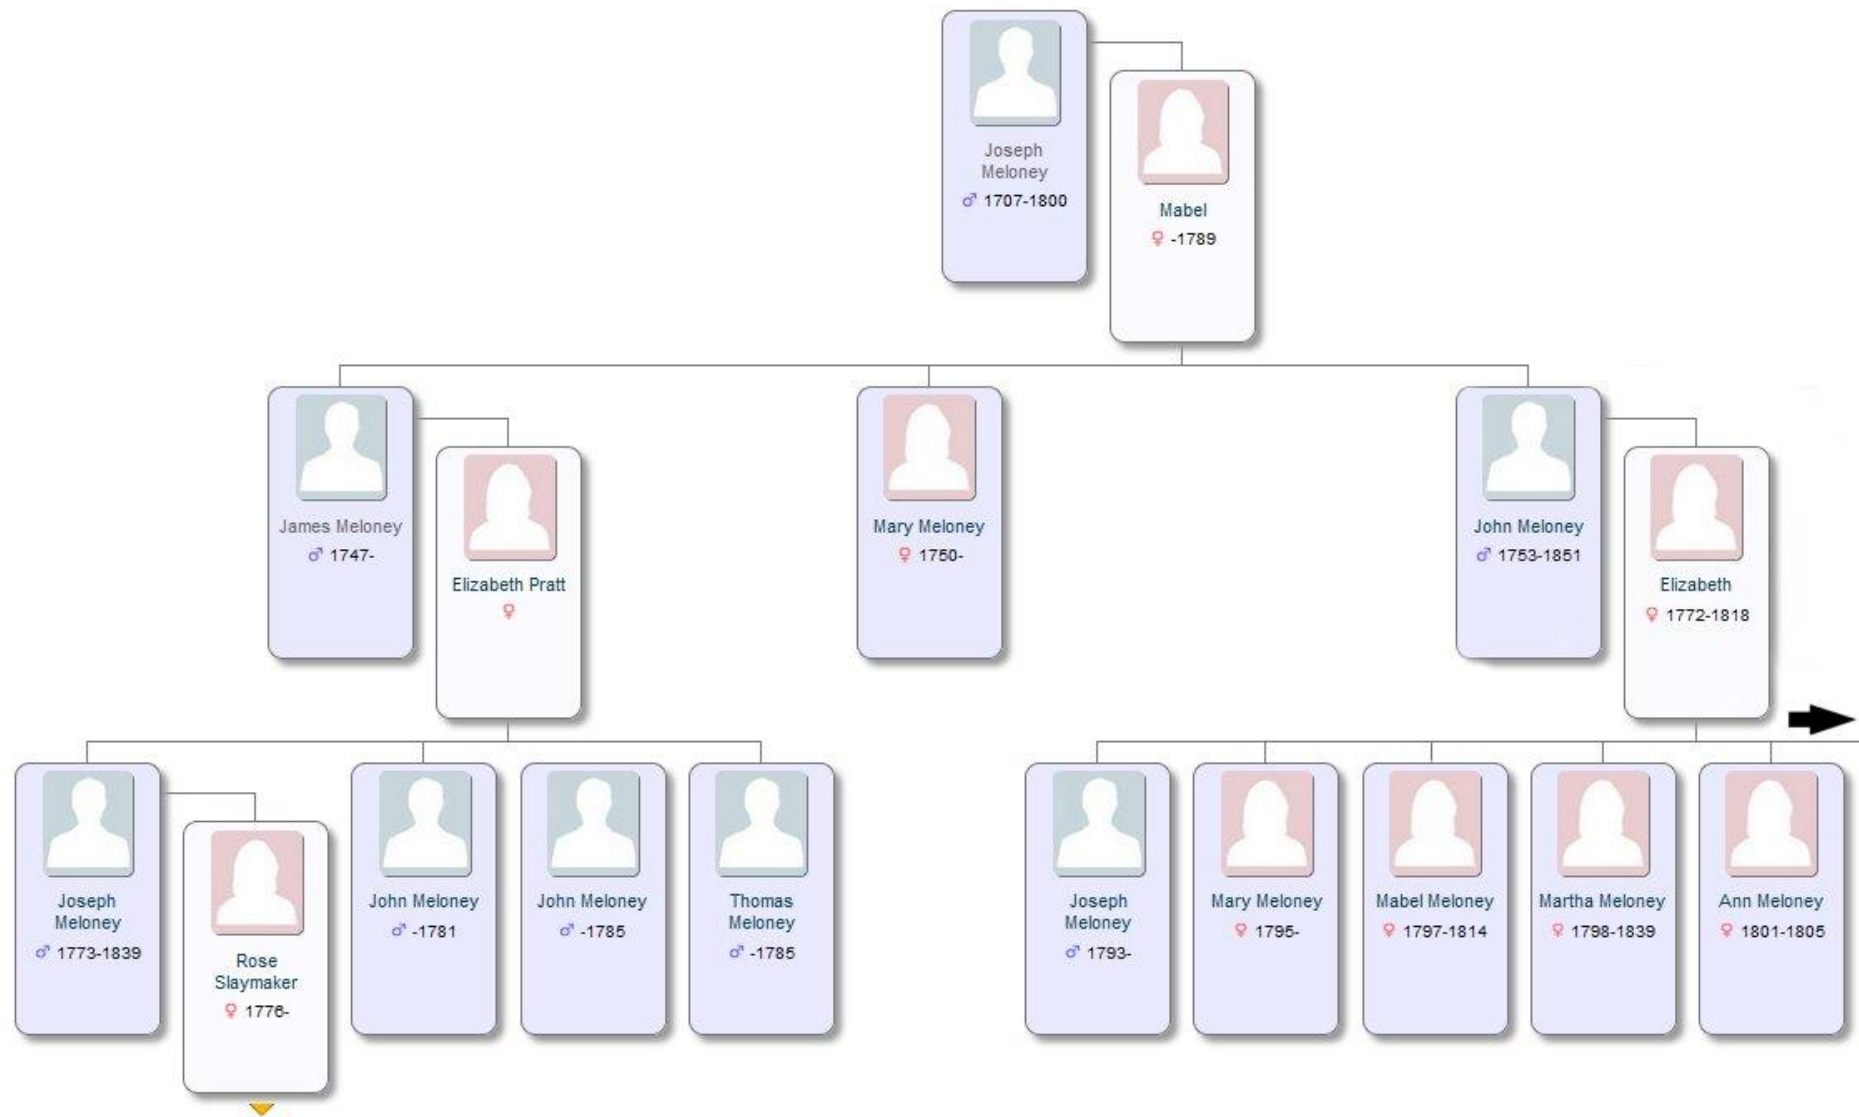 Joseph
Meloney
♂ 1707-1800
Mabel
♀ -1789
James Meloney
♂ 1747-
Elizabeth Pratt
♀
Mary Meloney
♀ 1750-
John Meloney
♂ 1753-1851
Elizabeth
♀ 1772-1818
Joseph
Meloney
♂ 1773-1839
Rose
Slaymaker
♀ 1776-
John Meloney
♂ -1781
John Meloney
♂ -1785
Thomas
Meloney
♂ -1785
Joseph
Meloney
♂ 1793-
Mary Meloney
♀ 1795-
Mabel Meloney
♀ 1797-1814
Martha Meloney
♀ 1798-1839
Ann Meloney
♀ 1801-1805